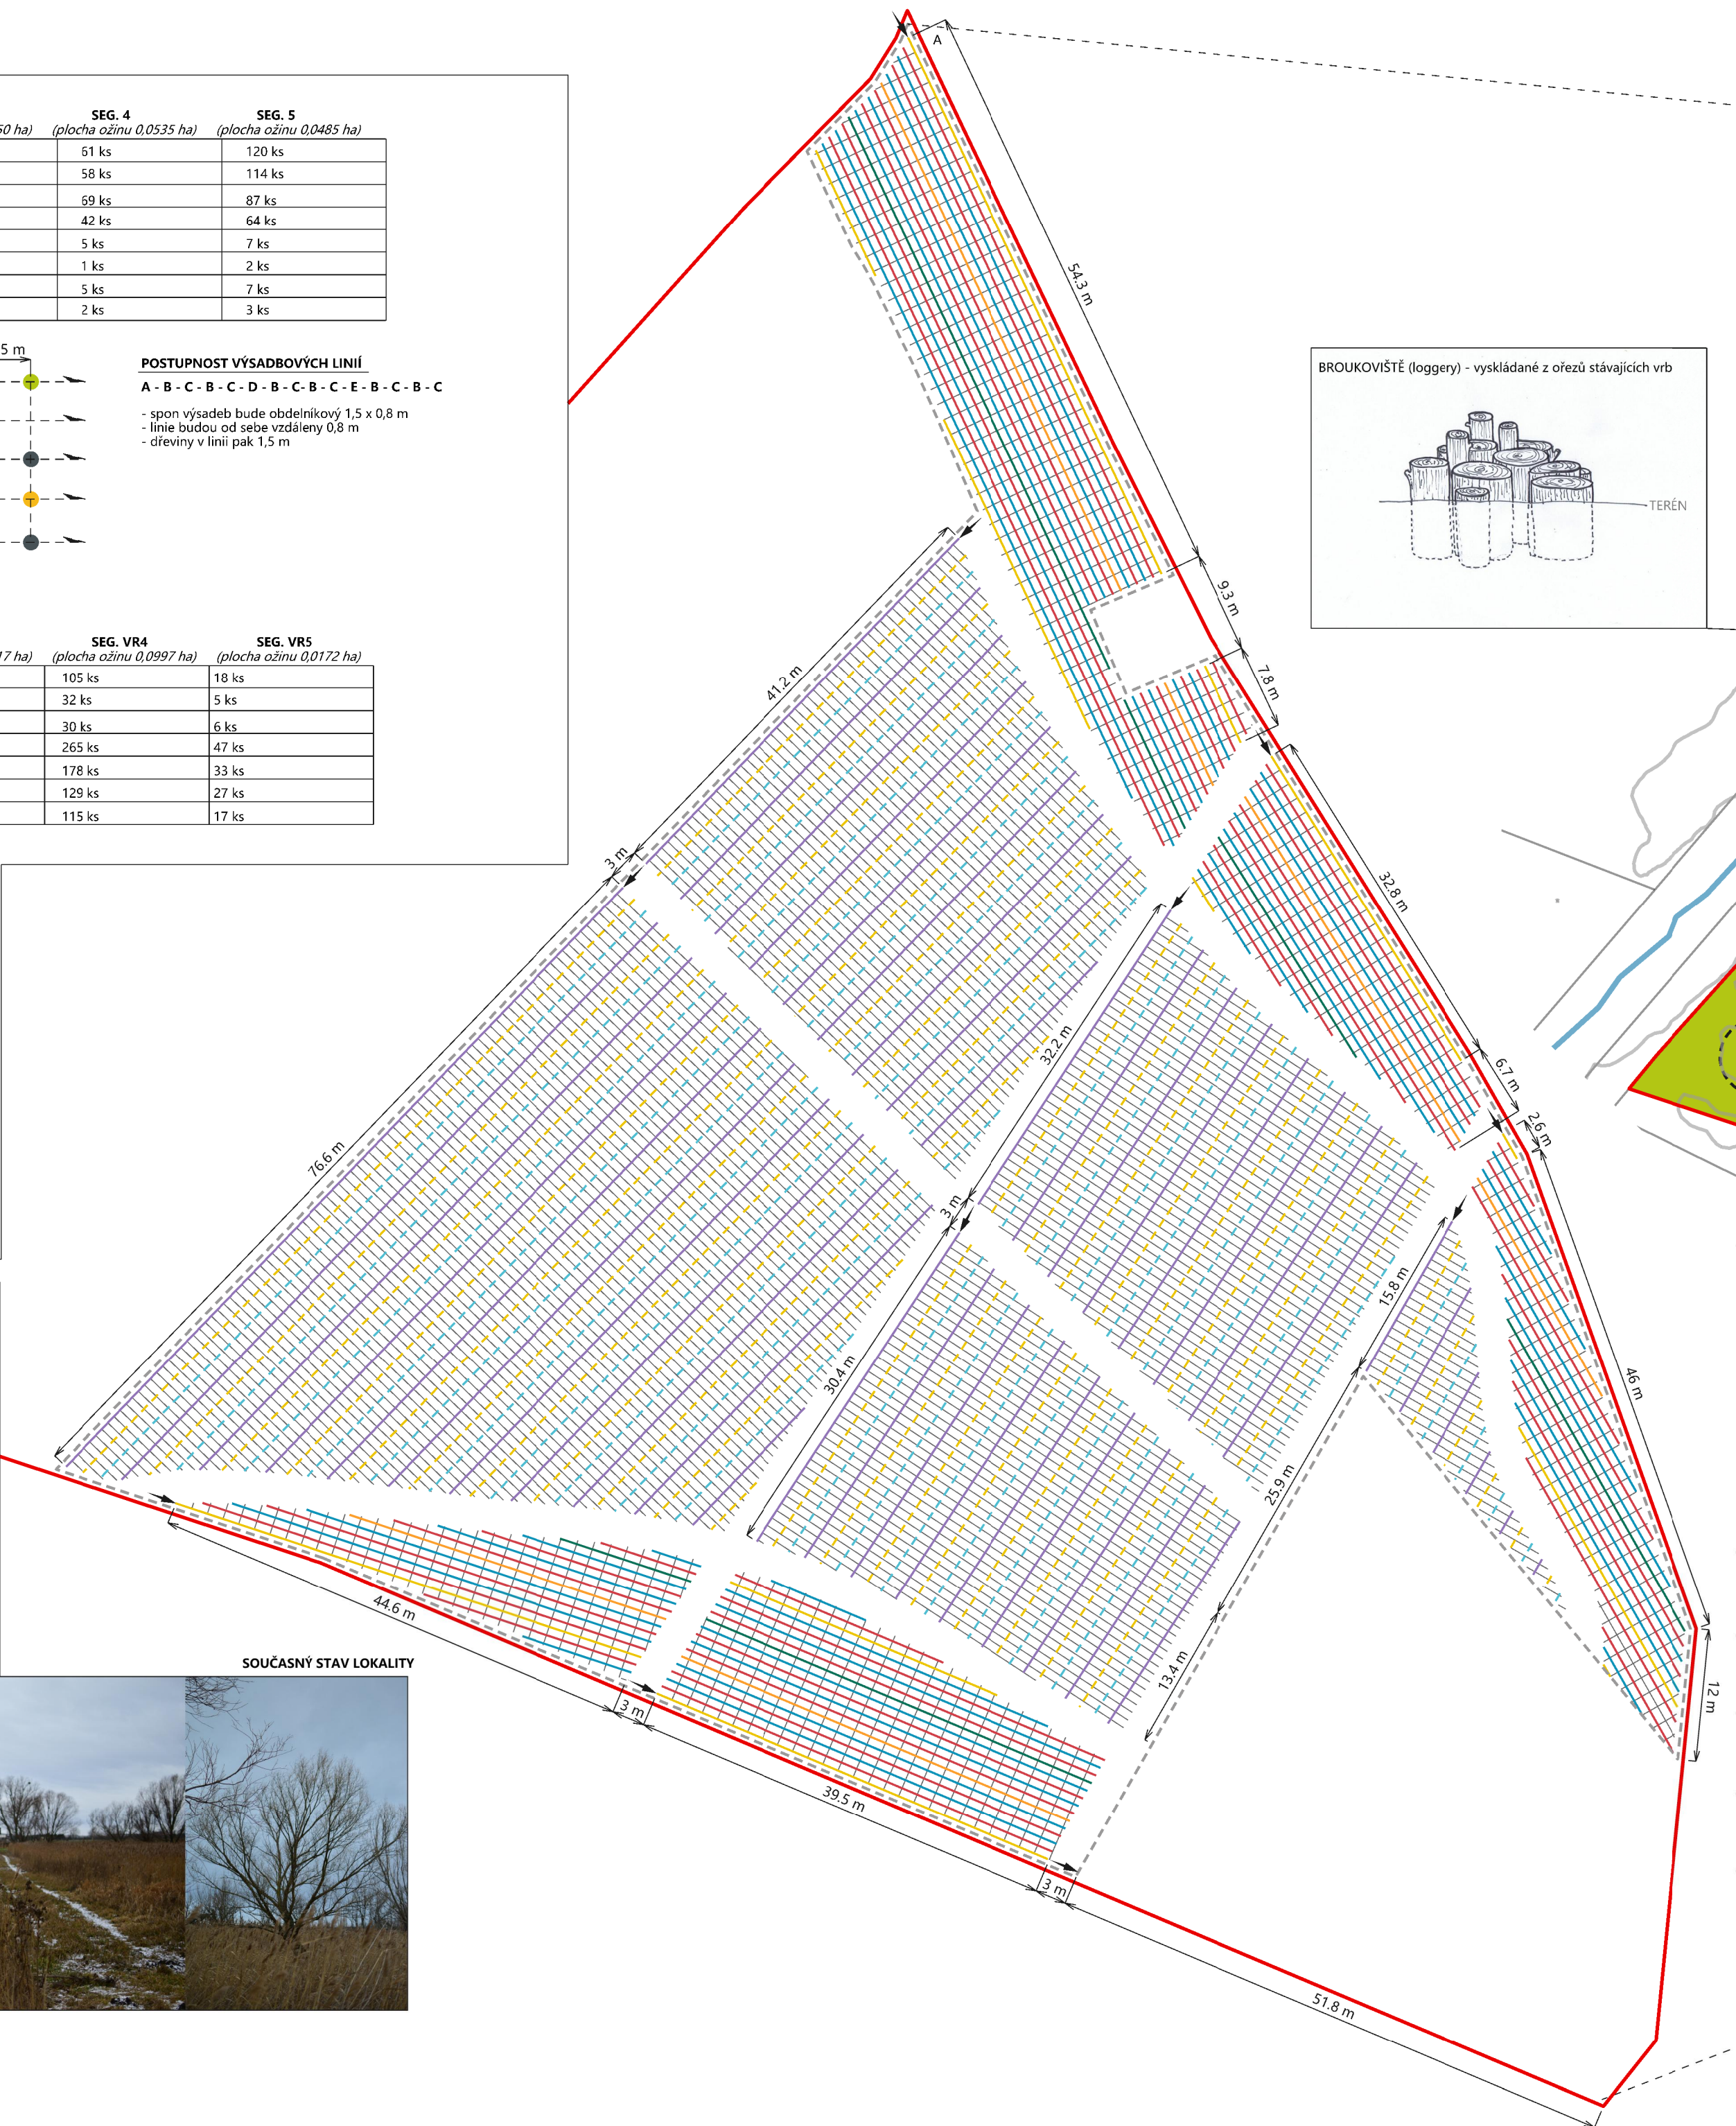 SEG. 4 SEG. 5
50 ha) (plocha ožinu 0,0535 ha) (plocha ožinu 0,0485 ha)
61 ks 120 ks
58 ks 114 ks
69 ks 87 ks
42 ks 64 ks
5 ks 7 ks
1 ks 2 ks
5 ks 7 ks
2 ks 3 ks
5 m
POSTUPNOST VÝSADBOVÝCH LINIÍ
A - B - C - B - C - D - B - C- B - C - E - B - C - B - C
- spon výsadeb bude obdelníkový 1,5 x 0,8 m
- linie budou od sebe vzdáleny 0,8 m
- dřeviny v linii pak 1,5 m
SEG. VR4 SEG. VR5
17 ha) (plocha ožinu 0,0997 ha) (plocha ožinu 0,0172 ha)
105 ks 18 ks
32 ks 5 ks
30 ks 6 ks
265 ks 47 ks
178 ks 33 ks
129 ks 27 ks
115 ks 17 ks
A
54.3 m
9.3 m
7.8 m
BROUKOVIŠTĚ (loggery) - vyskládané z ořezů stávajících vrb
TERÉN
41.2 m
3 m
32.8 m
32.2 m
6.7 m
2.6 m
76.6 m
3 m
15.8 m
30.4 m
46 m
25.9 m
44.6 m
13.4 m
12 m
3 m
39.5 m
3 m
51.8 m
SOUČASNÝ STAV LOKALITY